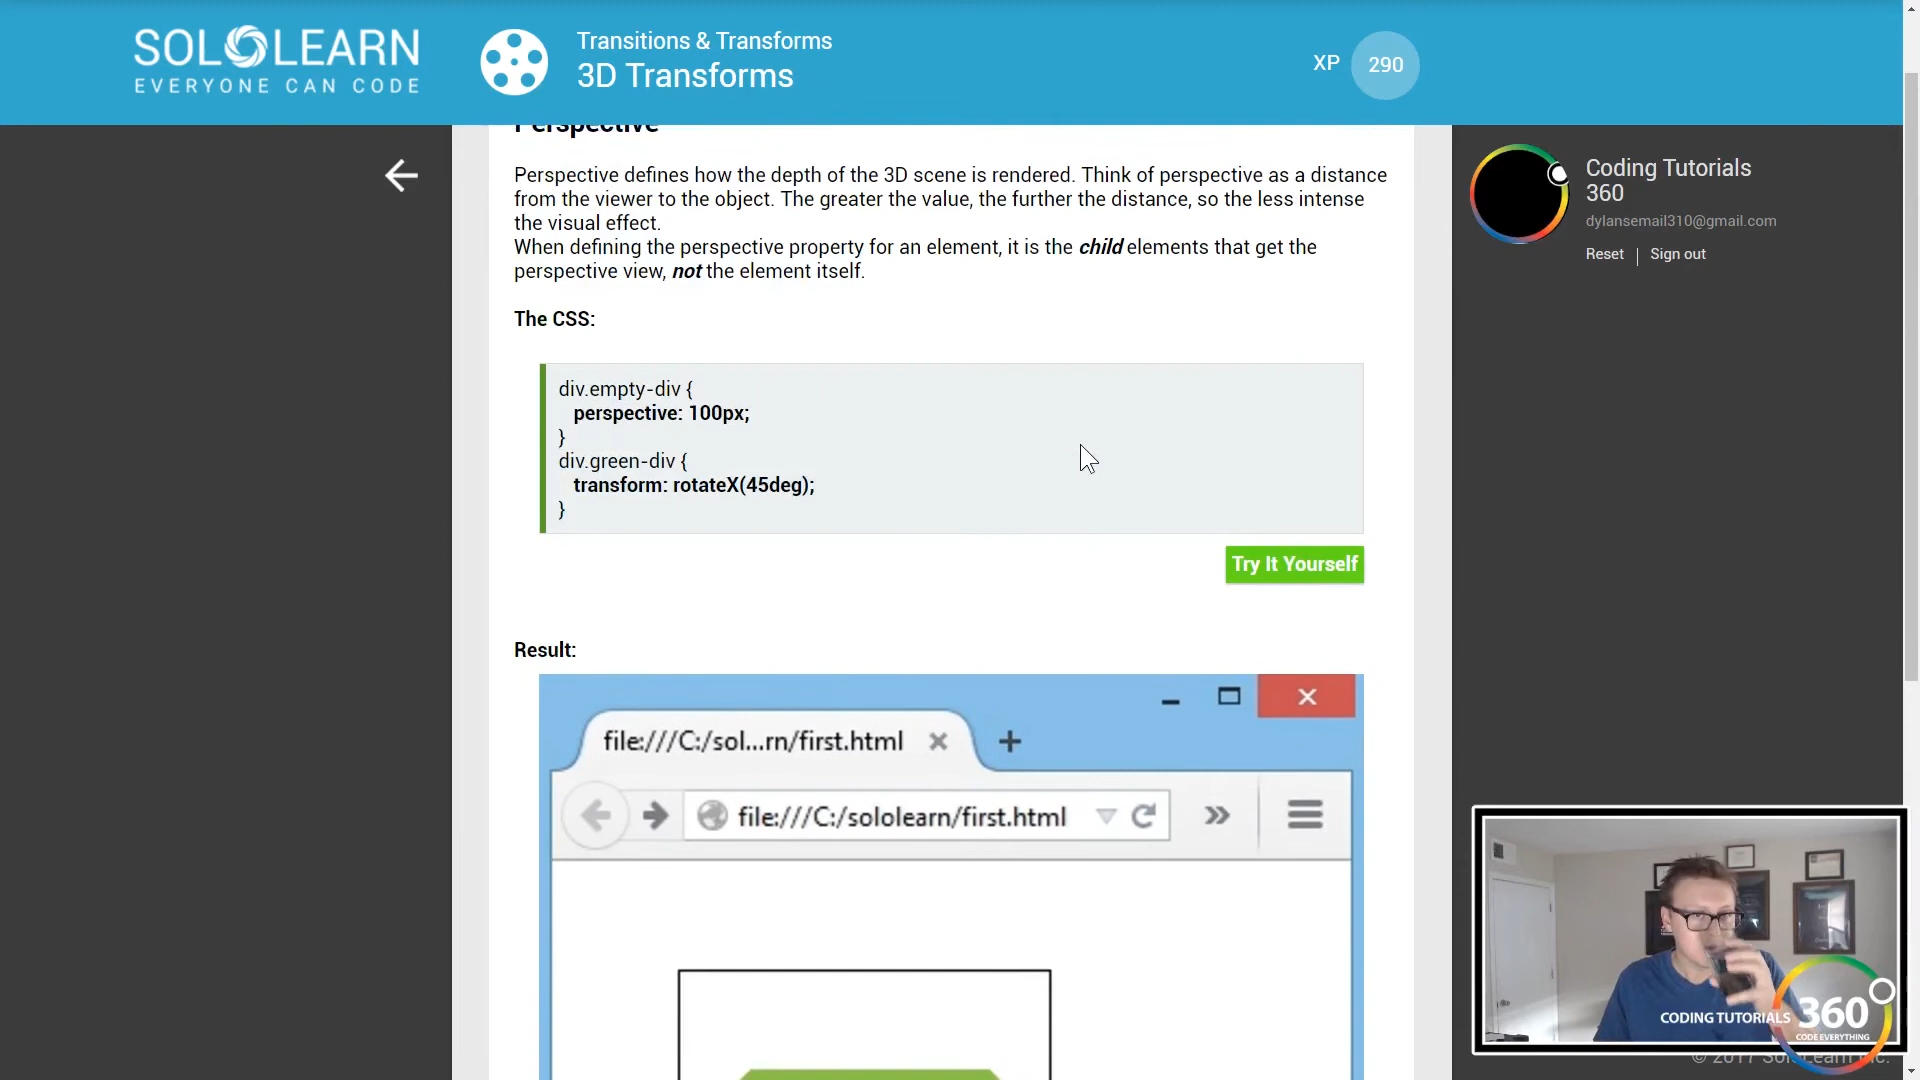 SOLOLEARN
EVERYONE CAN CODE
Transitions & Transforms
3D Transforms
XP 290
Perspective
Perspective defines how the depth of the 3D scene is rendered. Think of perspective as a distance
from the viewer to the object. The greater the value, the further the distance, so the less intense
the visual effect.
When defining the perspective property for an element, it is the child elements that get the
perspective view, not the element itself.
The CSS:
div.empty-div {
perspective: 100px;
}
div.green-div {
transform: rotateX(45deg);
}
Try It Yourself
Result:
file:///C:/sol...rn/first.html
file:///C:/sololearn/first.html
Coding Tutorials
360
dylansemail310@gmail.com
Reset | Sign out
CODING TUTORIALS 360
CODE EVERYTHING
© 2017 SoloLearn Inc.